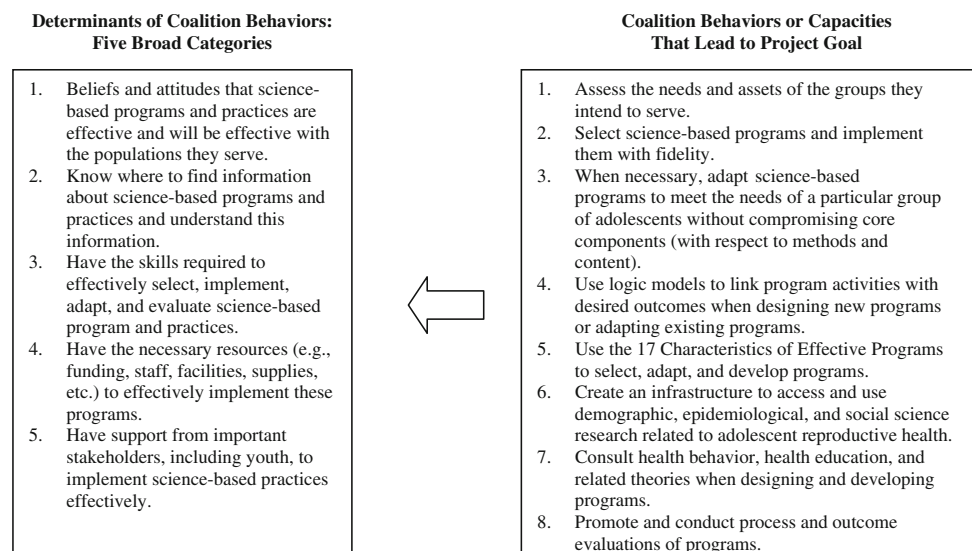 Determinants of Coalition Behaviors:
Five Broad Categories
1. Beliefs and attitudes that science-
based programs and practices are
effective and will be effective with
the populations they serve.
2. Know where to find information
about science-based programs and
practices and understand this
information.
3. Have the skills required to
effectively select, implement,
adapt, and evaluate science-based
program and practices.
4. Have the necessary resources (e.g.,
funding, staff, facilities, supplies,
etc.) to effectively implement these
programs.
5. Have support from important
stakeholders, including youth, to
implement science-based practices
effectively.
Coalition Behaviors or Capacities
That Lead to Project Goal
1. Assess the needs and assets of the groups they
intend to serve.
2. Select science-based programs and implement
them with fidelity.
3. When necessary, adapt science-based
programs to meet the needs of a particular group
of adolescents without compromising core
components (with respect to methods and
content).
4. Use logic models to link program activities with
desired outcomes when designing new programs
or adapting existing programs.
5. Use the 17 Characteristics of Effective Programs
to select, adapt, and develop programs.
6. Create an infrastructure to access and use
demographic, epidemiological, and social science
research related to adolescent reproductive health.
7. Consult health behavior, health education, and
related theories when designing and developing
programs.
8. Promote and conduct process and outcome
evaluations of programs.